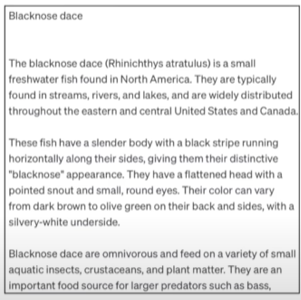 Blacknose dace
The blacknose dace (Rhinichthys atratulus) is a small
freshwater fish found in North America. They are typically
found in streams, rivers, and lakes, and are widely distributed
throughout the eastern and central United States and Canada.
These fish have a slender body with a black stripe running
horizontally along their sides, giving them their distinctive
"blacknose" appearance. They have a flattened head with a
pointed snout and small, round eyes. Their color can vary
from dark brown to olive green on their back and sides, with a
silvery-white underside.
Blacknose dace are omnivorous and feed on a variety of small
aquatic insects, crustaceans, and plant matter. They are an
important food source for larger predators such as bass,